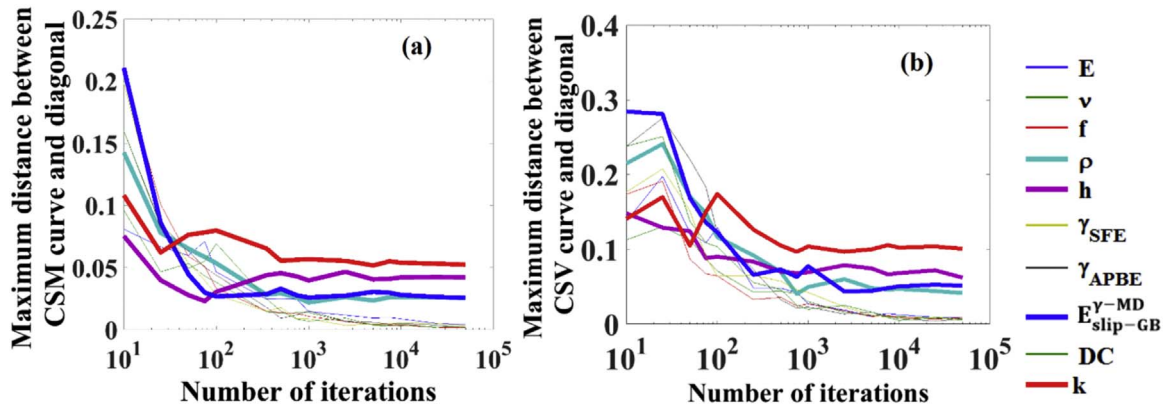 Maximum distance between
CSM curve and diagonal
0.25
0.2
0.15
0.1
0.05
0
(a)
10^1
10^2
10^3
10^4
10^5
Number of iterations
Maximum distance between
CSV curve and diagonal
0.4
0.3
0.2
0.1
0
(b)
10^1
10^2
10^3
10^4
10^5
Number of iterations
E
ν
f
ρ
h
γ_SFE
γ_APBE
E^γ−MD_slip−GB
DC
k